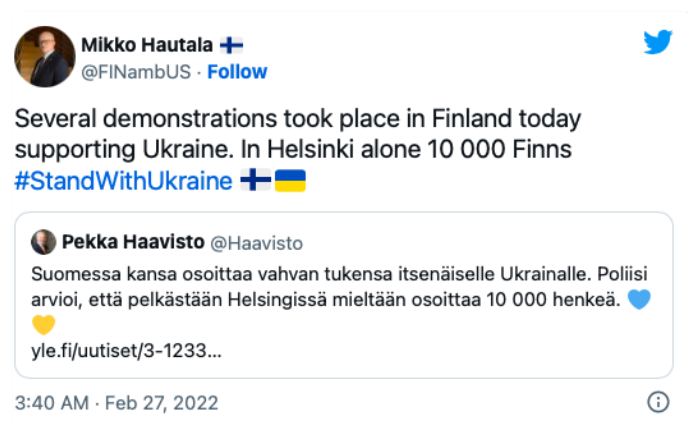 Mikko Hautala 🇫🇮
@FINambUS · Follow
Several demonstrations took place in Finland today
supporting Ukraine. In Helsinki alone 10 000 Finns
#StandWithUkraine 🇫🇮🇺🇦
Pekka Haavisto @Haavisto
Suomessa kansa osoittaa vahvan tukensa itsenäiselle Ukrainalle. Poliisi
arvioi, että pelkästään Helsingissä mieltään osoittaa 10 000 henkeä. 💙
💛
yle.fi/uutiset/3-1233...
3:40 AM · Feb 27, 2022